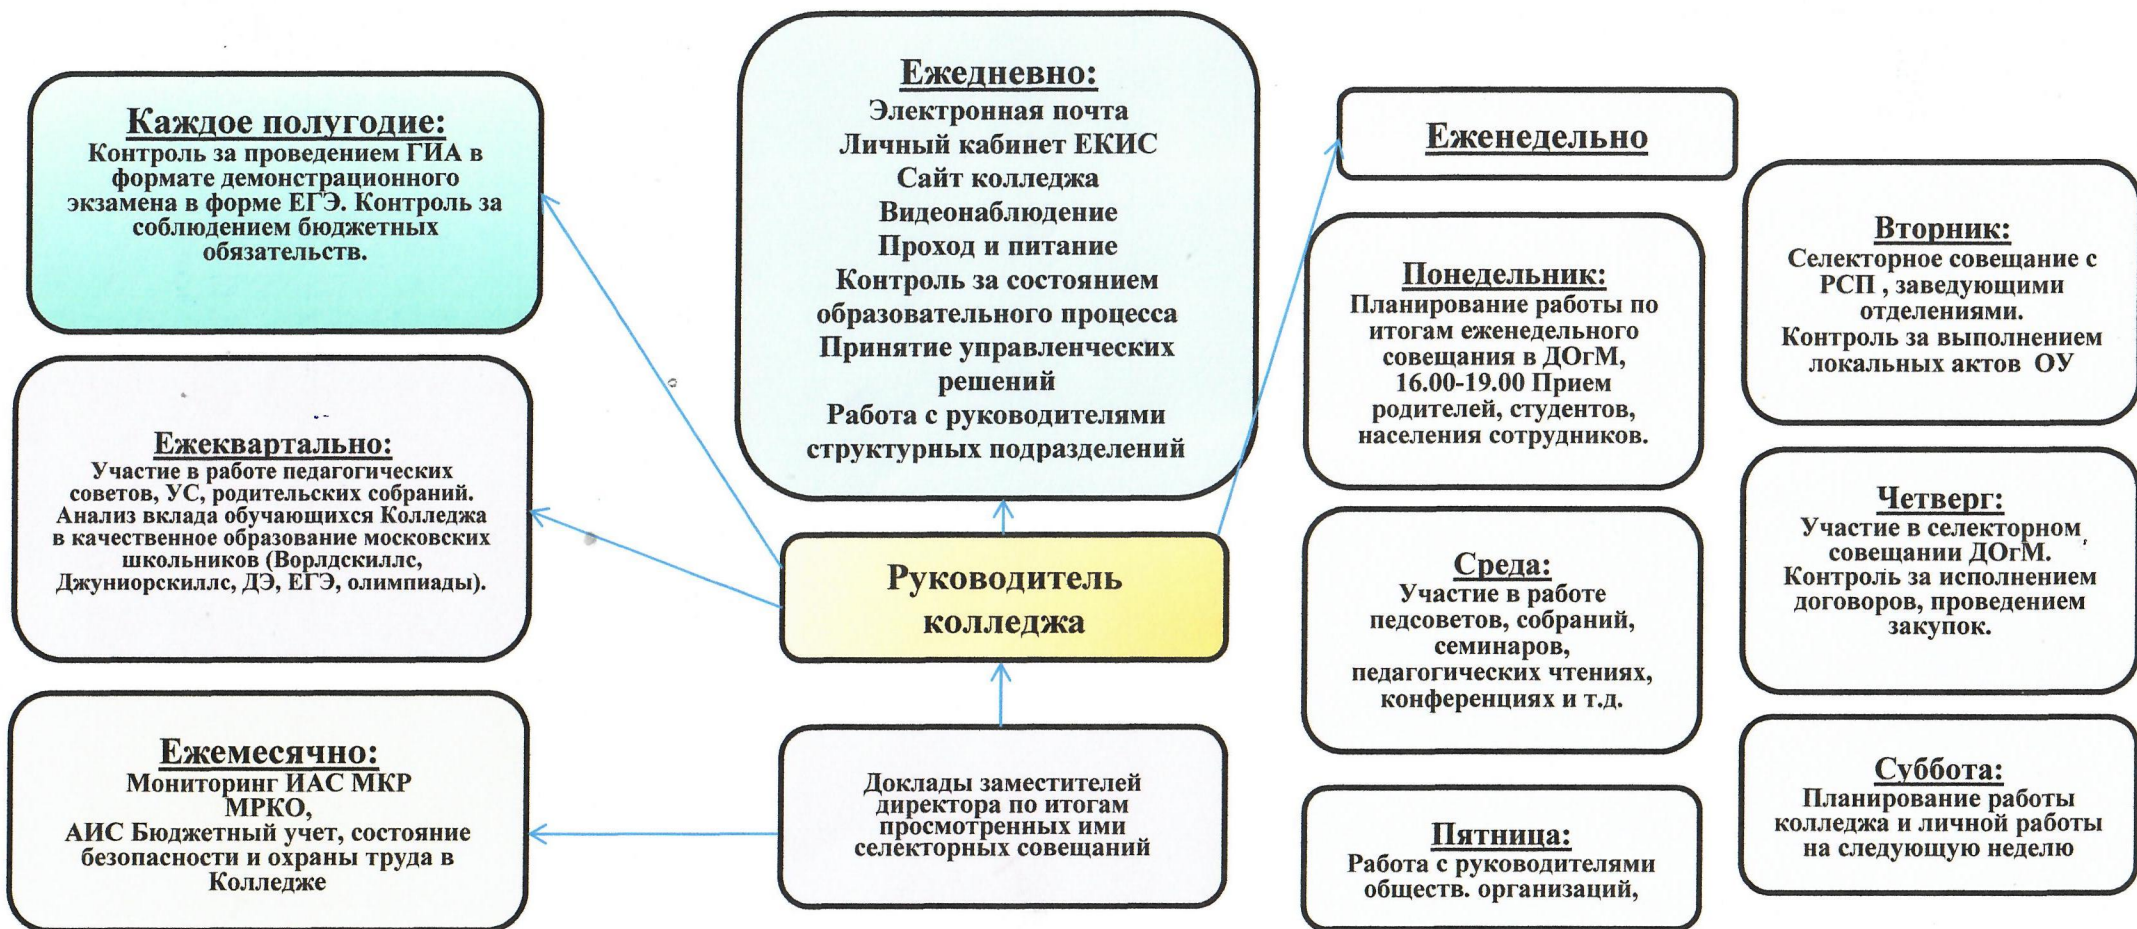 Каждое полугодие:
Контроль за проведением ГИА в
формате демонстрационного
экзамена в форме ЕГЭ. Контроль за
соблюдением бюджетных
обязательств.
Ежеквартально:
Участие в работе педагогических
советов, УС, родительских собраний.
Анализ вклада обучающихся Колледжа
в качественное образование московских
школьников (Ворлдскиллс,
Джуниорскиллс, ДЭ, ЕГЭ, олимпиады).
Ежемесячно:
Мониторинг ИАС МКР
МРКО,
АИС Бюджетный учет, состояние
безопасности и охраны труда в
Колледже
Ежедневно:
Электронная почта
Личный кабинет ЕКИС
Сайт колледжа
Видеонаблюдение
Проход и питание
Контроль за состоянием
образовательного процесса
Принятие управленческих
решений
Работа с руководителями
структурных подразделений
Руководитель
колледжа
Доклады заместителей
директора по итогам
просмотренных ими
селекторных совещаний
Еженедельно
Понедельник:
Планирование работы по
итогам еженедельного
совещания в ДОгМ,
16.00-19.00 Прием
родителей, студентов,
населения сотрудников.
Вторник:
Селекторное совещание с
РСП , заведующими
отделениями.
Контроль за выполнением
локальных актов ОУ
Среда:
Участие в работе
педсоветов, собраний,
семинаров,
педагогических чтениях,
конференциях и т.д.
Четверг:
Участие в селекторном
совещании ДОгМ.
Контроль за исполнением
договоров, проведением
закупок.
Пятница:
Работа с руководителями
обществ. организаций,
Суббота:
Планирование работы
колледжа и личной работы
на следующую неделю